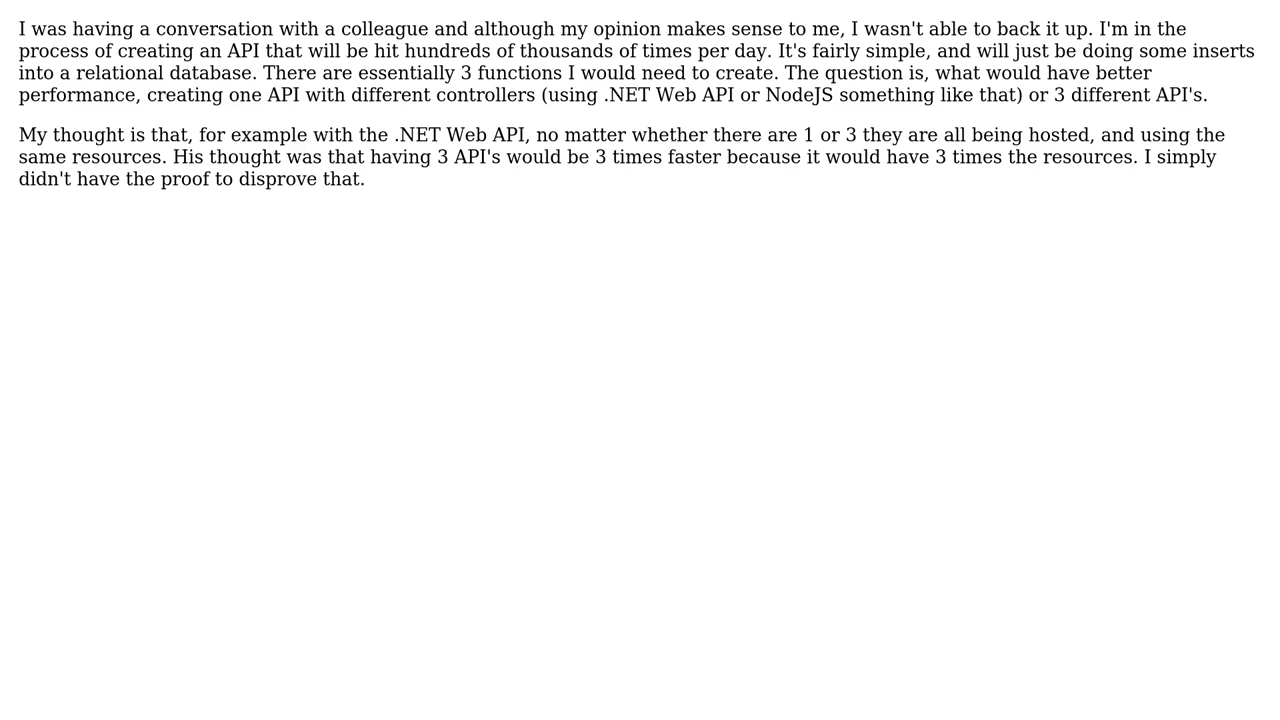 I was having a conversation with a colleague and although my opinion makes sense to me, I wasn't able to back it up. I'm in the
process of creating an API that will be hit hundreds of thousands of times per day. It's fairly simple, and will just be doing some inserts
into a relational database. There are essentially 3 functions I would need to create. The question is, what would have better
performance, creating one API with different controllers (using .NET Web API or NodeJS something like that) or 3 different API's.
My thought is that, for example with the .NET Web API, no matter whether there are 1 or 3 they are all being hosted, and using the
same resources. His thought was that having 3 API's would be 3 times faster because it would have 3 times the resources. I simply
didn't have the proof to disprove that.